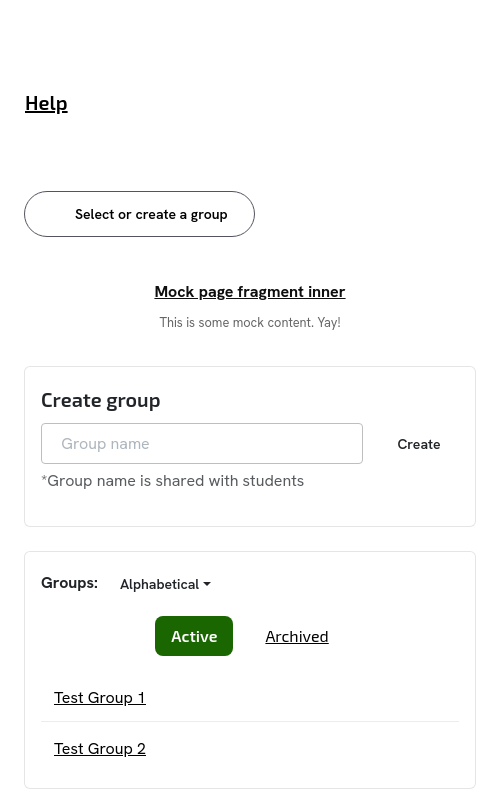 Help
Select or create a group
Mock page fragment inner
This is some mock content. Yay!
Create group
Group name
Create
*Group name is shared with students
Groups:
Alphabetical
Active
Archived
Test Group 1
Test Group 2